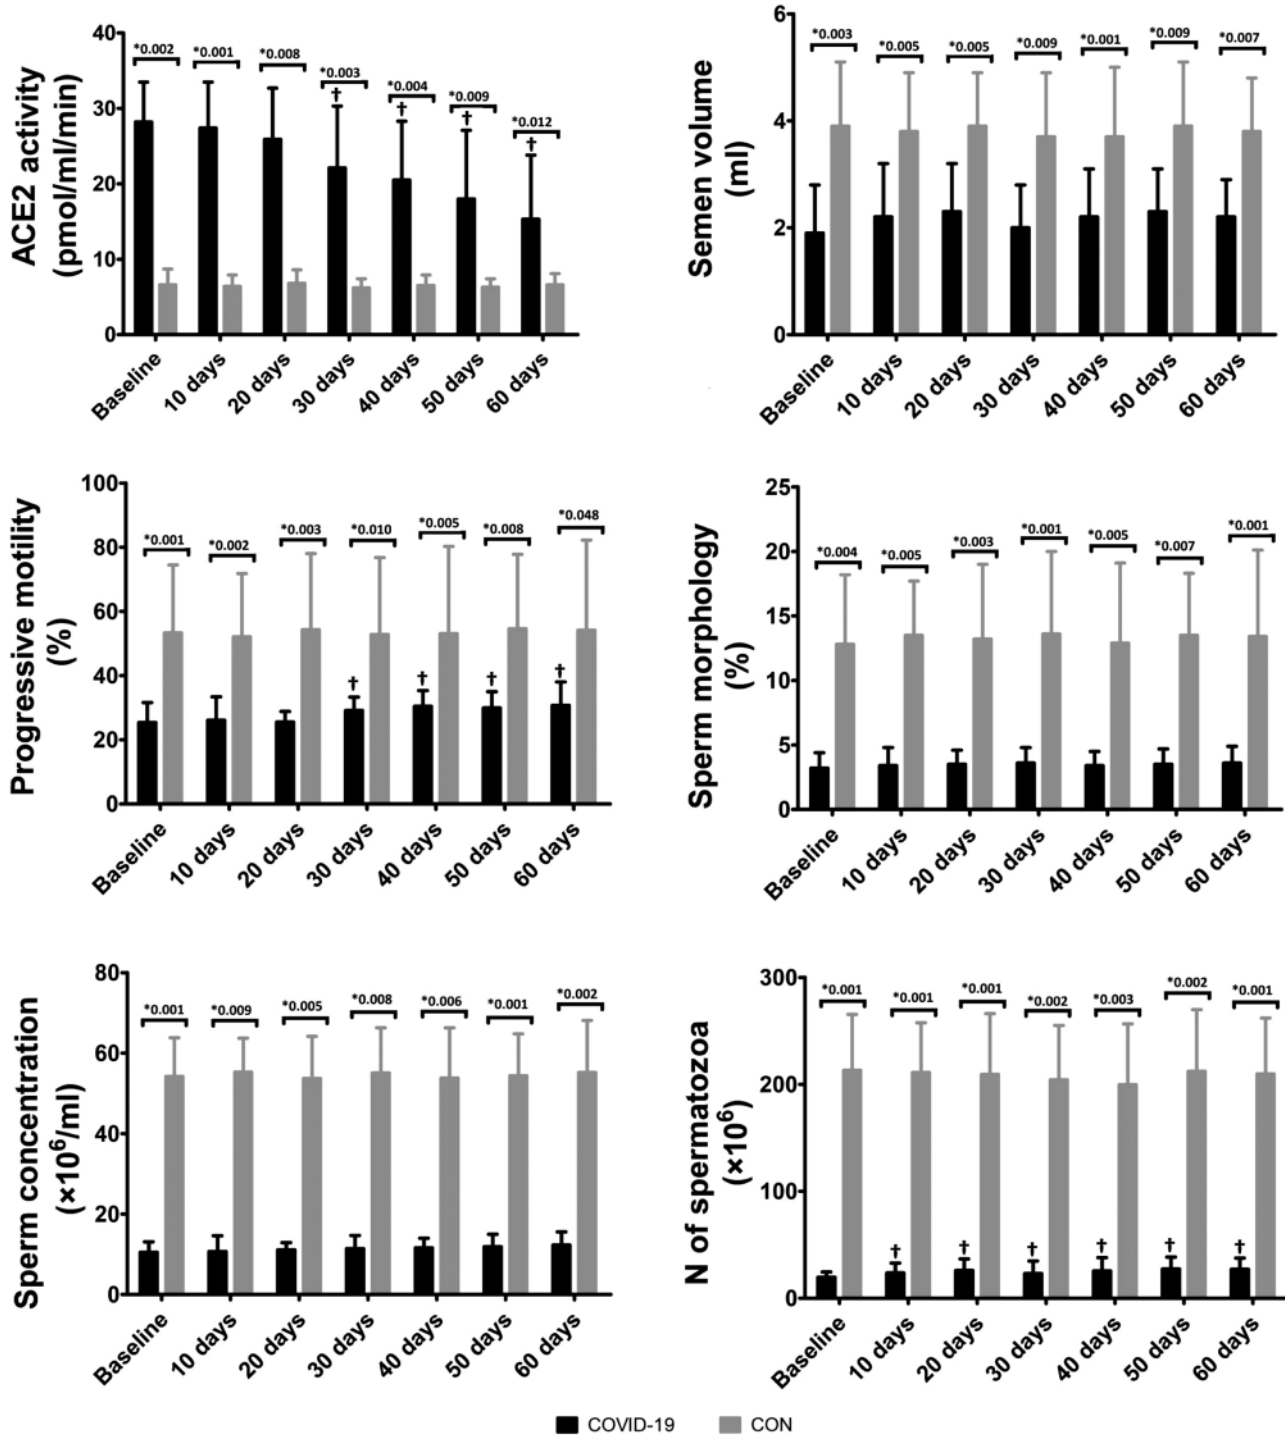 ACE2 activity
(pmol/ml/min)
40
30
20
10
0
*0.002
*0.001
*0.008
*0.003
*0.004
*0.009
*0.012
†
†
†
†
Baseline
10 days
20 days
30 days
40 days
50 days
60 days
Semen volume
(ml)
6
4
2
0
*0.003
*0.005
*0.005
*0.009
*0.001
*0.009
*0.007
Baseline
10 days
20 days
30 days
40 days
50 days
60 days
Progressive motility
(%)
100
80
60
40
20
0
*0.001
*0.002
*0.003
*0.010
*0.005
*0.008
*0.048
†
†
†
†
Baseline
10 days
20 days
30 days
40 days
50 days
60 days
Sperm morphology
(%)
25
20
15
10
5
0
*0.004
*0.005
*0.003
*0.001
*0.005
*0.007
*0.001
Baseline
10 days
20 days
30 days
40 days
50 days
60 days
Sperm concentration
(×10⁶/ml)
80
60
40
20
0
*0.001
*0.009
*0.005
*0.008
*0.006
*0.001
*0.002
Baseline
10 days
20 days
30 days
40 days
50 days
60 days
N of spermatozoa
(×10⁶)
300
200
100
0
*0.001
*0.001
*0.001
*0.002
*0.003
*0.002
*0.001
†
†
†
†
†
†
Baseline
10 days
20 days
30 days
40 days
50 days
60 days
COVID-19
CON